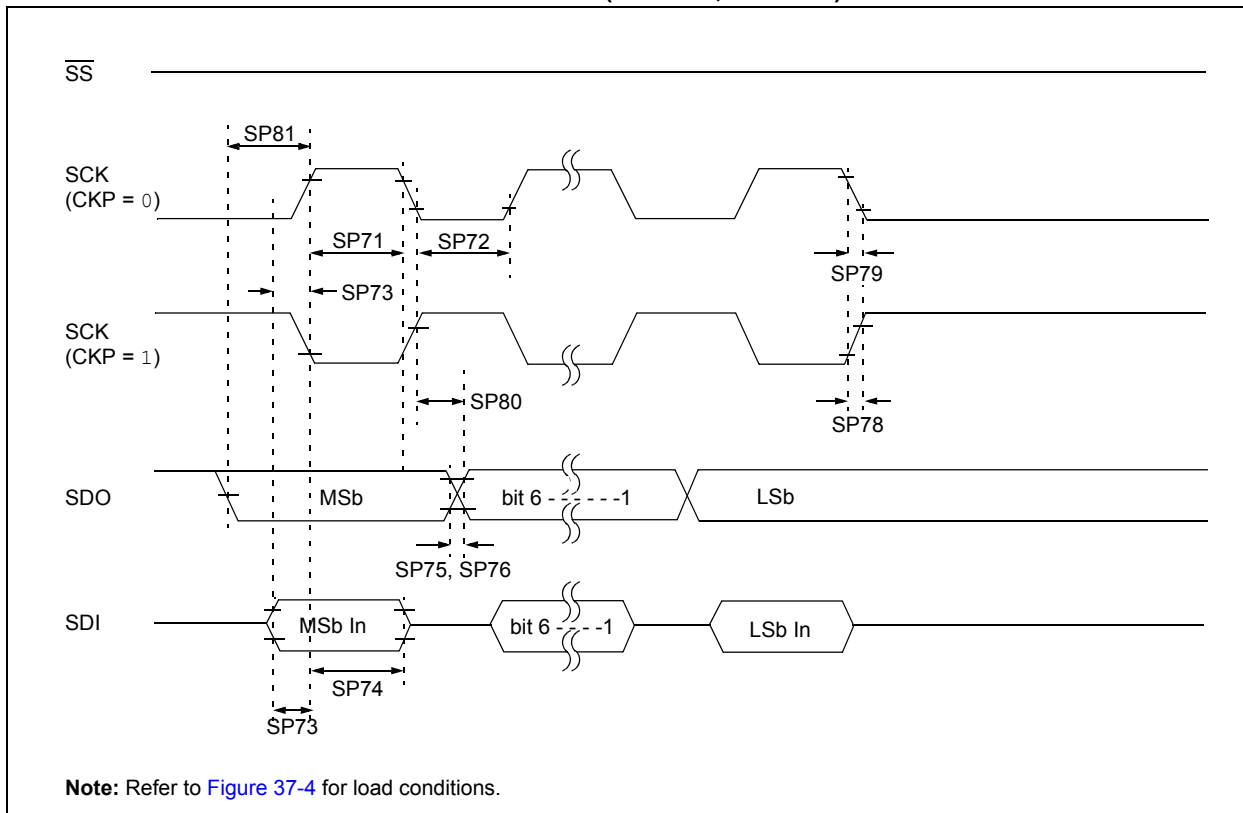 SS
SP81
SCK
(CKP = 0)
SP71
SP72
SP79
SP73
SCK
(CKP = 1)
SP80
SP78
SDO
MSb
bit 6 - - - - - -1
LSb
SP75, SP76
SDI
MSb In
bit 6 - - - -1
LSb In
SP74
SP73
Note: Refer to Figure 37-4 for load conditions.